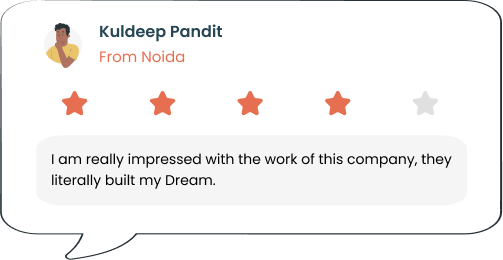 Kuldeep Pandit
From Noida
I am really impressed with the work of this company, they
literally built my Dream.